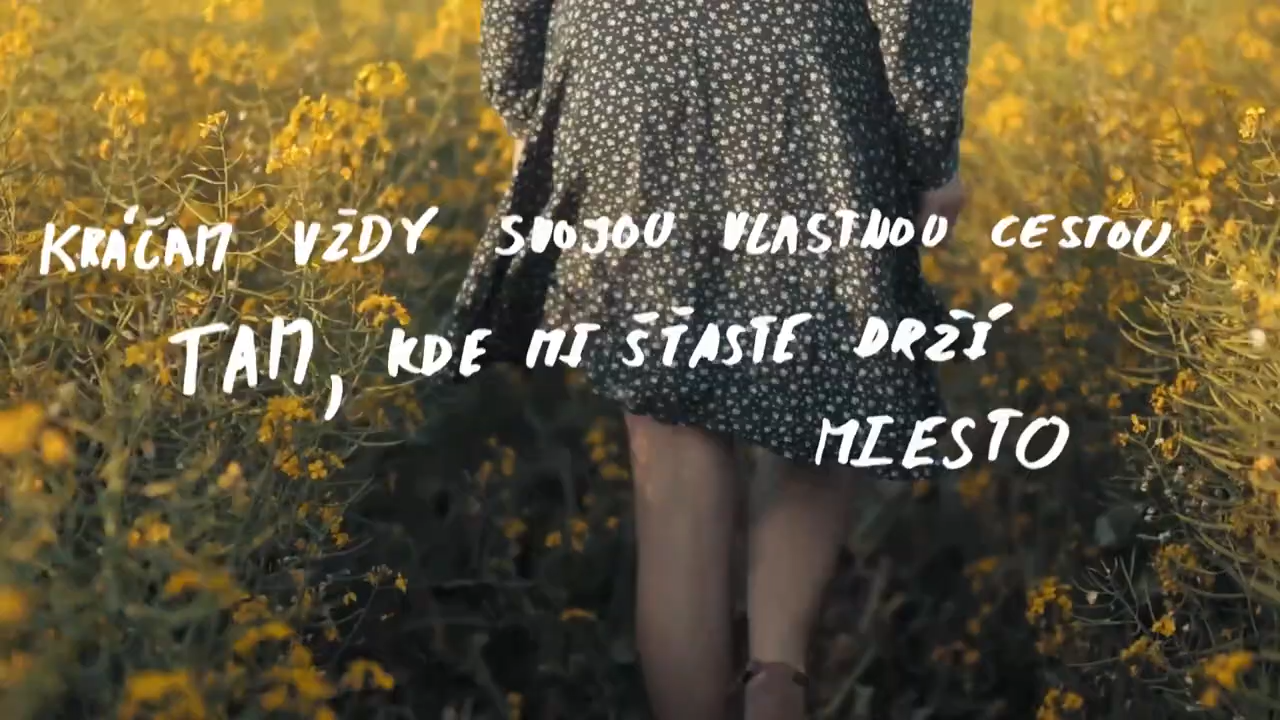 KRÁČAM VŽDY SVOJOU VLASTNOU CESTOU
TAM, KDE MI ŠŤASTE DRŽÍ
MIESTO